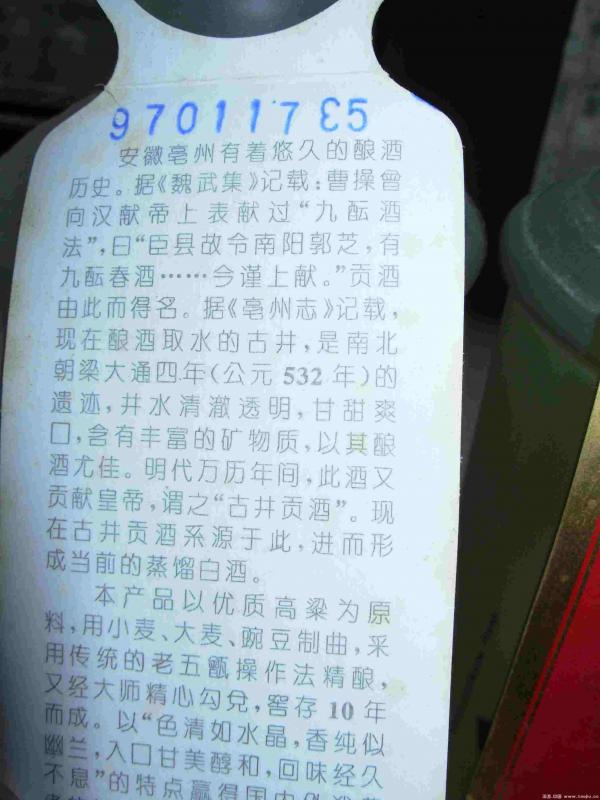 970117 35
安徽亳州有着悠久的酿酒
历史。据《魏武集》记载：曹操曾
向汉献帝上表献过“九酝酒
法”，曰“臣县故令南阳郭芝，有
九酝春酒……今谨上献。”贡酒
由此而得名。据《亳州志》记载，
现在酿酒取水的古井，是南北
朝梁大通四年（公元532年）的
遗迹，井水清澈透明，甘甜爽
口，含有丰富的矿物质，以其酿
酒尤佳。明代万历年间，此酒又
贡献皇帝，谓之“古井贡酒”。现
在古井贡酒系源于此，进而形
成当前的蒸馏白酒。
本产品以优质高粱为原
料，用小麦、大麦、豌豆制曲，采
用传统的老五甑操作法精酿，
又经大师精心勾兑，窖存10年
而成。以“色清如水晶，香纯似
幽兰，入口甘美醇和，回味经久
不息”的特点赢得国内外